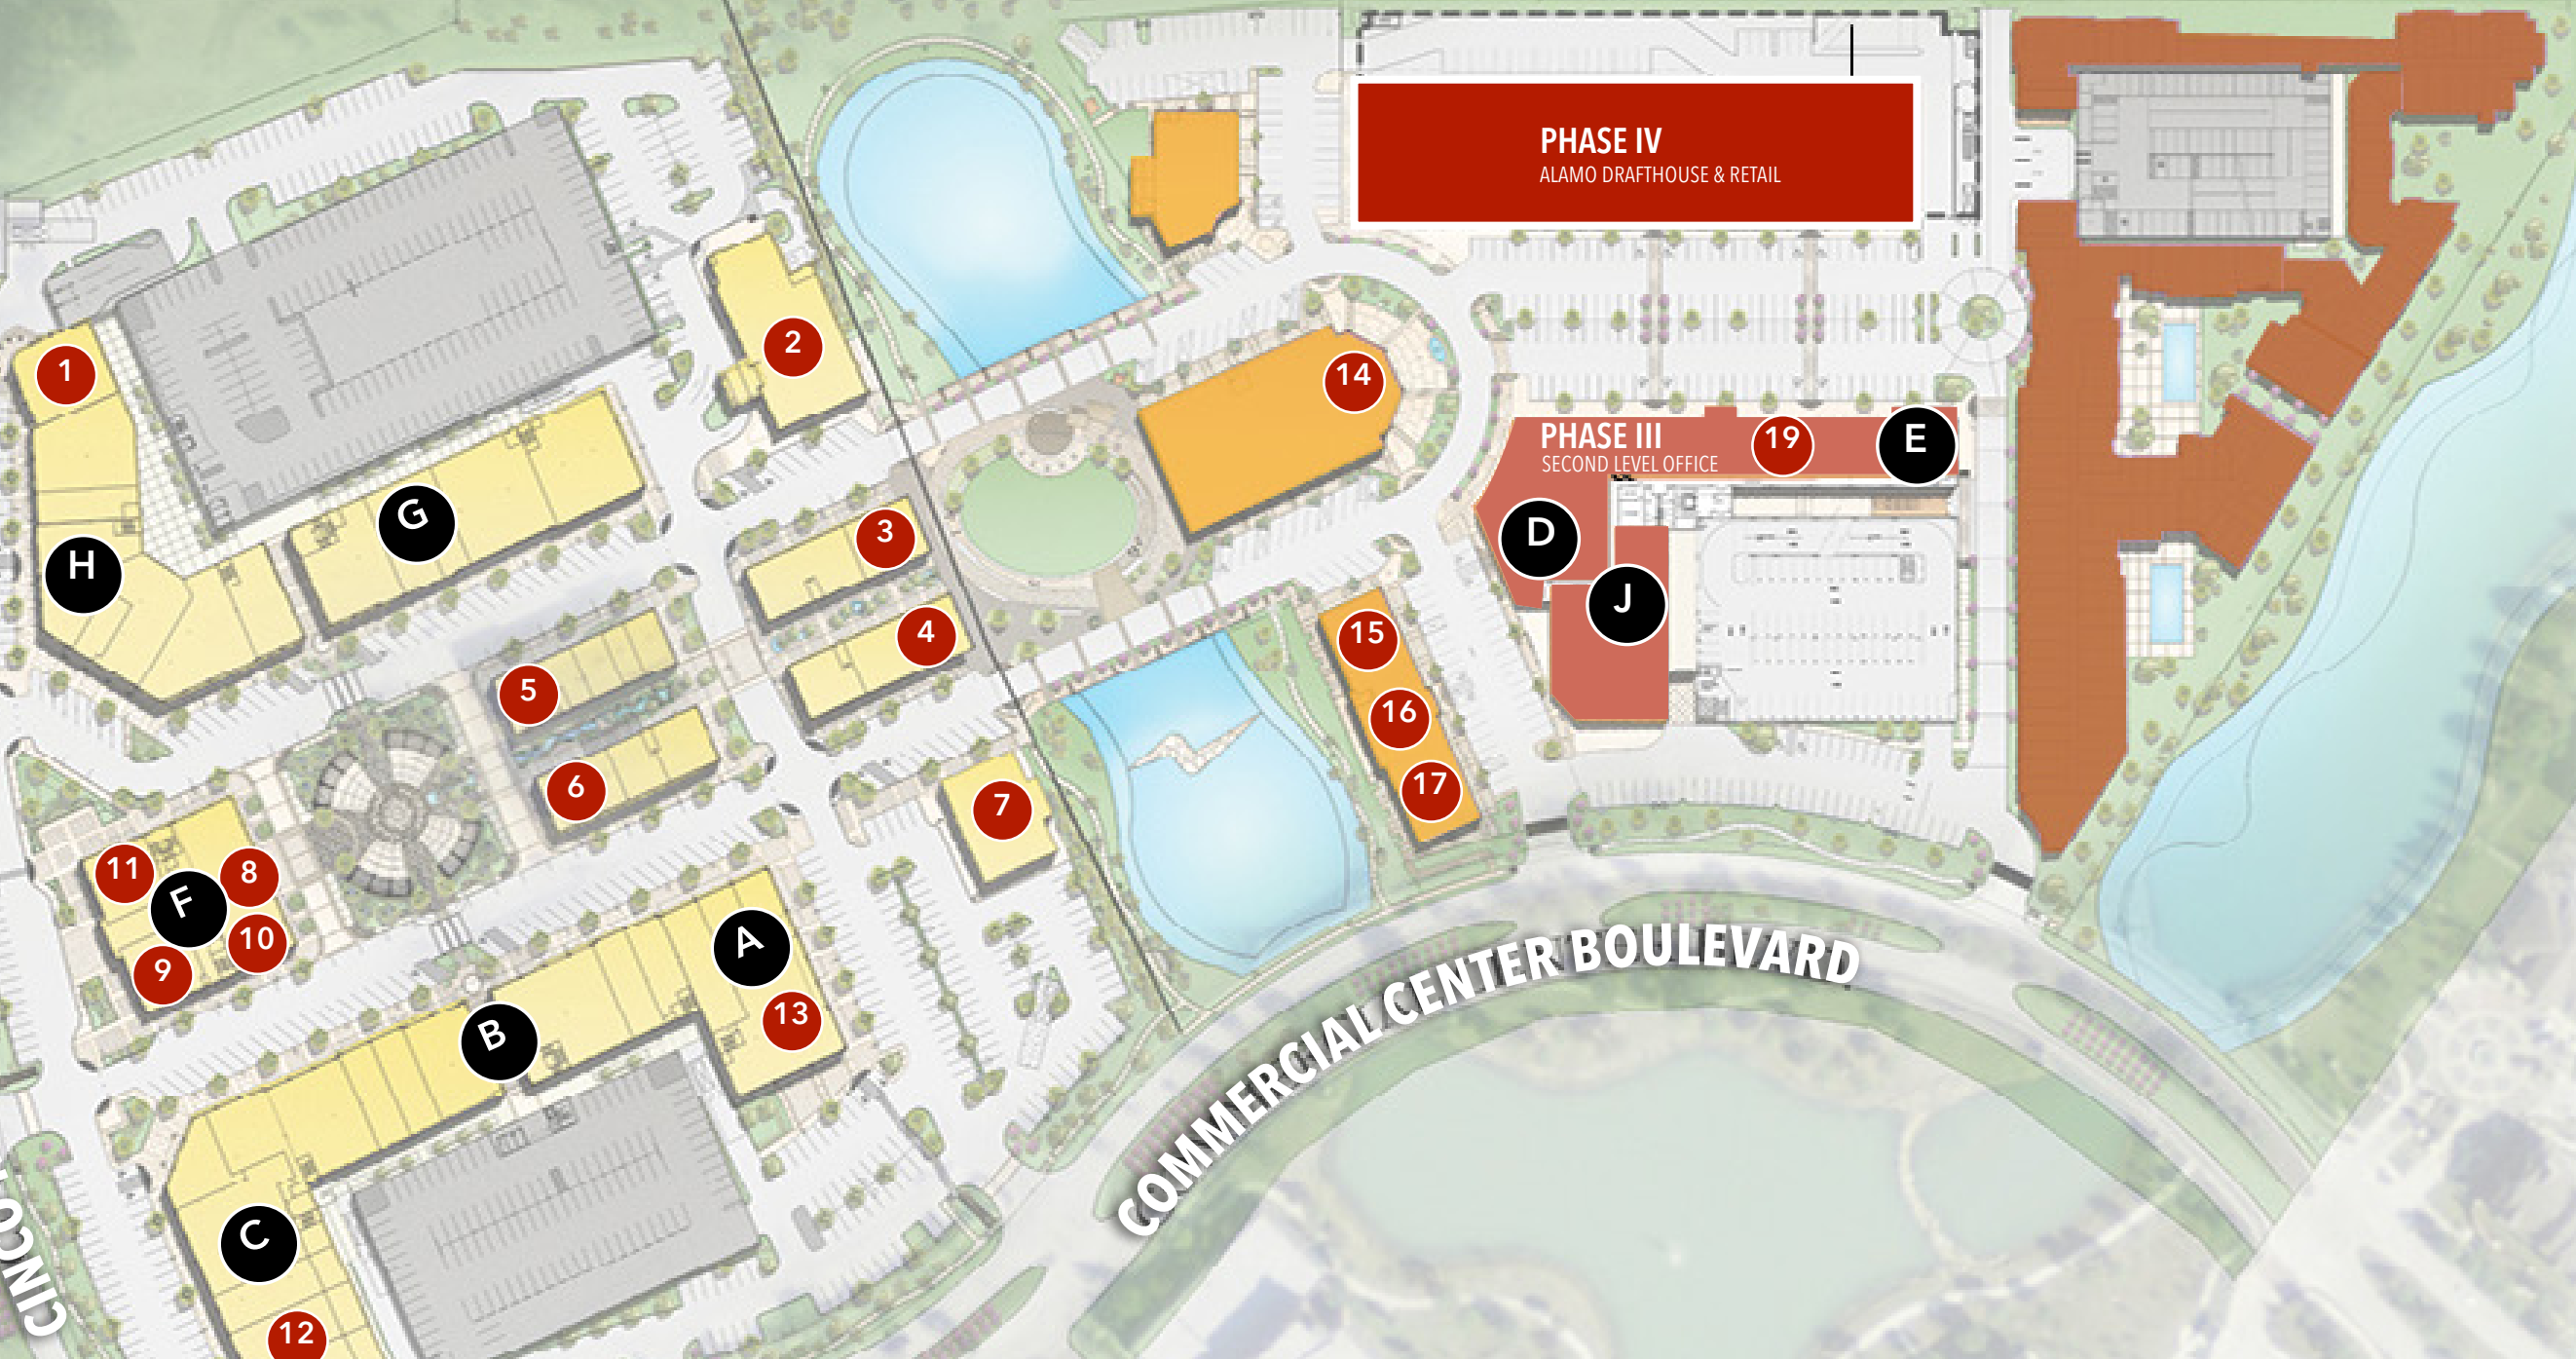 PHASE IV
ALAMO DRAFTHOUSE & RETAIL
1
2
14
PHASE III
SECOND LEVEL OFFICE
19
E
G
3
D
H
J
4
15
5
16
6
7
17
11
8
F
10
9
A
13
B
COMMERCIAL CENTER BOULEVARD
C
12
CINCO